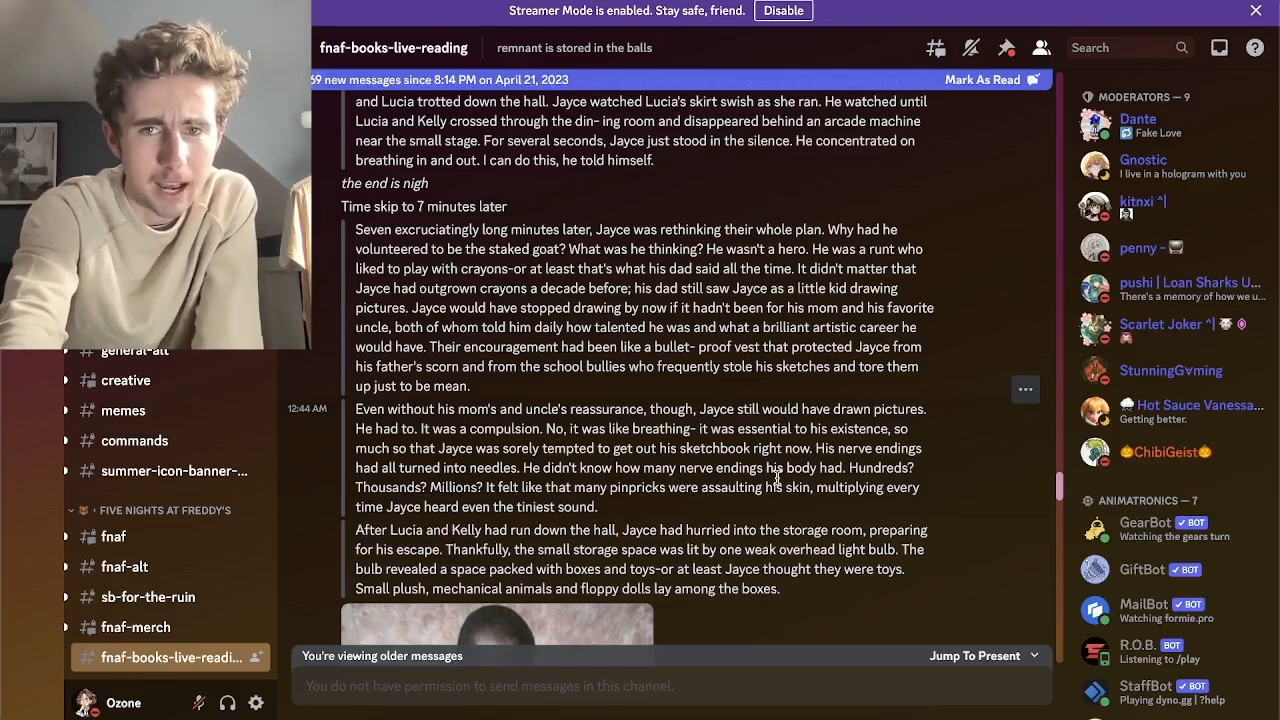 Streamer Mode is enabled. Stay safe, friend.
Disable
fnaf-books-live-reading
remnant is stored in the balls
Search
69 new messages since 8:14 PM on April 21, 2023
Mark As Read
and Lucia trotted down the hall. Jayce watched Lucia's skirt swish as she ran. He watched until
Lucia and Kelly crossed through the din- ing room and disappeared behind an arcade machine
near the small stage. For several seconds, Jayce just stood in the silence. He concentrated on
breathing in and out. I can do this, he told himself.
the end is nigh
Time skip to 7 minutes later
Seven excruciatingly long minutes later, Jayce was rethinking their whole plan. Why had he
volunteered to be the staked goat? What was he thinking? He wasn't a hero. He was a runt who
liked to play with crayons-or at least that's what his dad said all the time. It didn't matter that
Jayce had outgrown crayons a decade before; his dad still saw Jayce as a little kid drawing
pictures. Jayce would have stopped drawing by now if it hadn't been for his mom and his favorite
uncle, both of whom told him daily how talented he was and what a brilliant artistic career he
would have. Their encouragement had been like a bullet- proof vest that protected Jayce from
his father's scorn and from the school bullies who frequently stole his sketches and tore them
up just to be mean.
12:44 AM
Even without his mom's and uncle's reassurance, though, Jayce still would have drawn pictures.
He had to. It was a compulsion. No, it was like breathing- it was essential to his existence, so
much so that Jayce was sorely tempted to get out his sketchbook right now. His nerve endings
had all turned into needles. He didn't know how many nerve endings his body had. Hundreds?
Thousands? Millions? It felt like that many pinpricks were assaulting his skin, multiplying every
time Jayce heard even the tiniest sound.
After Lucia and Kelly had run down the hall, Jayce had hurried into the storage room, preparing
for his escape. Thankfully, the small storage space was lit by one weak overhead light bulb. The
bulb revealed a space packed with boxes and toys-or at least Jayce thought they were toys.
Small plush, mechanical animals and floppy dolls lay among the boxes.
You're viewing older messages
Jump To Present
You do not have permission to send messages in this channel.
general-alt
creative
memes
commands
summer-icon-banner-...
FIVE NIGHTS AT FREDDY'S
fnaf
fnaf-alt
sb-for-the-ruin
fnaf-merch
fnaf-books-live-readi...
Ozone
MODERATORS — 9
Dante
Fake Love
Gnostic
I live in a hologram with you
kitnxi ^|
penny -
pushi | Loan Sharks U...
There's a memory of how we u...
Scarlet Joker ^|
StunningG∀ming
Hot Sauce Vanessa...
Getting better.
ChibiGeist
ANIMATRONICS — 7
GearBot ✓ BOT
Watching the gears turn
GiftBot ✓ BOT
MailBot ✓ BOT
Watching formie.pro
R.O.B. BOT
Listening to /play
StaffBot ✓ BOT
Playing dyno.gg | ?help